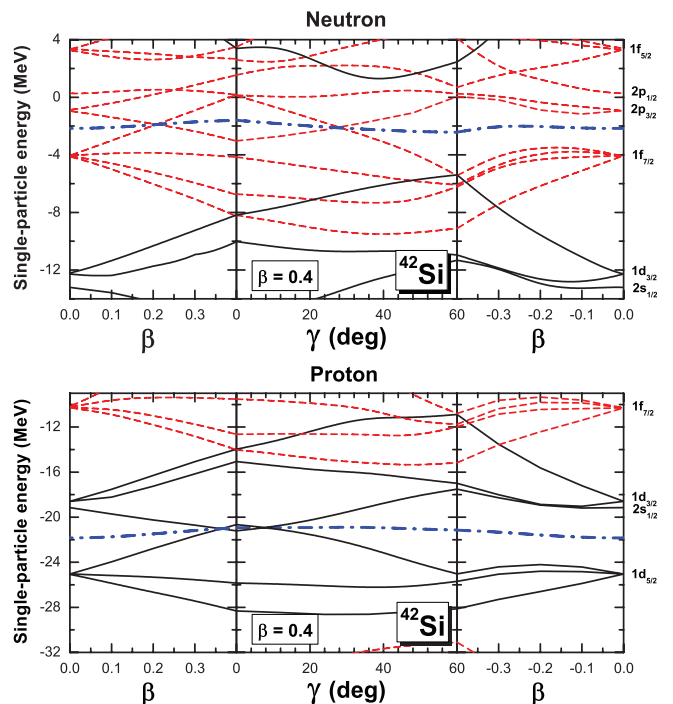 Neutron
Single-particle energy (MeV)
4
0
-4
-8
-12
1f5/2
2p1/2
2p3/2
1f7/2
1d3/2
2s1/2
β = 0.4
42Si
0.0 0.1 0.2 0.3 0 20 40 60 -0.3 -0.2 -0.1 0.0
β γ (deg) β
Proton
Single-particle energy (MeV)
-12
-16
-20
-24
-28
-32
1f7/2
1d3/2
2s1/2
1d5/2
β = 0.4
42Si
0.0 0.1 0.2 0.3 0 20 40 60 -0.3 -0.2 -0.1 0.0
β γ (deg) β